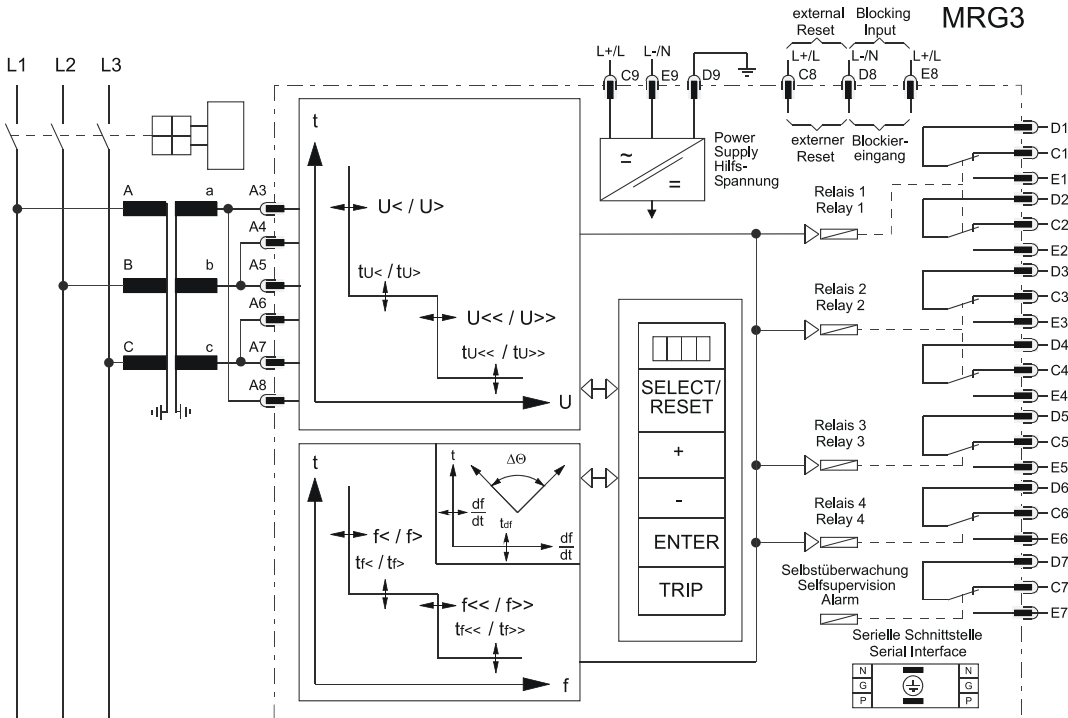 MRG3
external
Reset
Blocking
Input
L+/L
L-/N
L+/L
L-/N
L+/L
C9
E9
D9
C8
D8
E8
externer
Reset
Blockier-
eingang
Power
Supply
Hilfs-
Spannung
≃
=
L1
L2
L3
A
a
B
b
C
c
A3
A4
A5
A6
A7
A8
t
U< / U>
tU< / tU>
U<< / U>>
tU<< / tU>>
U
t
f< / f>
tf< / tf>
f<< / f>>
tf<< / tf>>
f
t
ΔΘ
df
dt
tdf
df
dt
SELECT/
RESET
+
-
ENTER
TRIP
Relais 1
Relay 1
Relais 2
Relay 2
Relais 3
Relay 3
Relais 4
Relay 4
Selbstüberwachung
Selfsupervision
Alarm
Serielle Schnittstelle
Serial Interface
N
G
P
N
G
P
D1
C1
E1
D2
C2
E2
D3
C3
E3
D4
C4
E4
D5
C5
E5
D6
C6
E6
D7
C7
E7